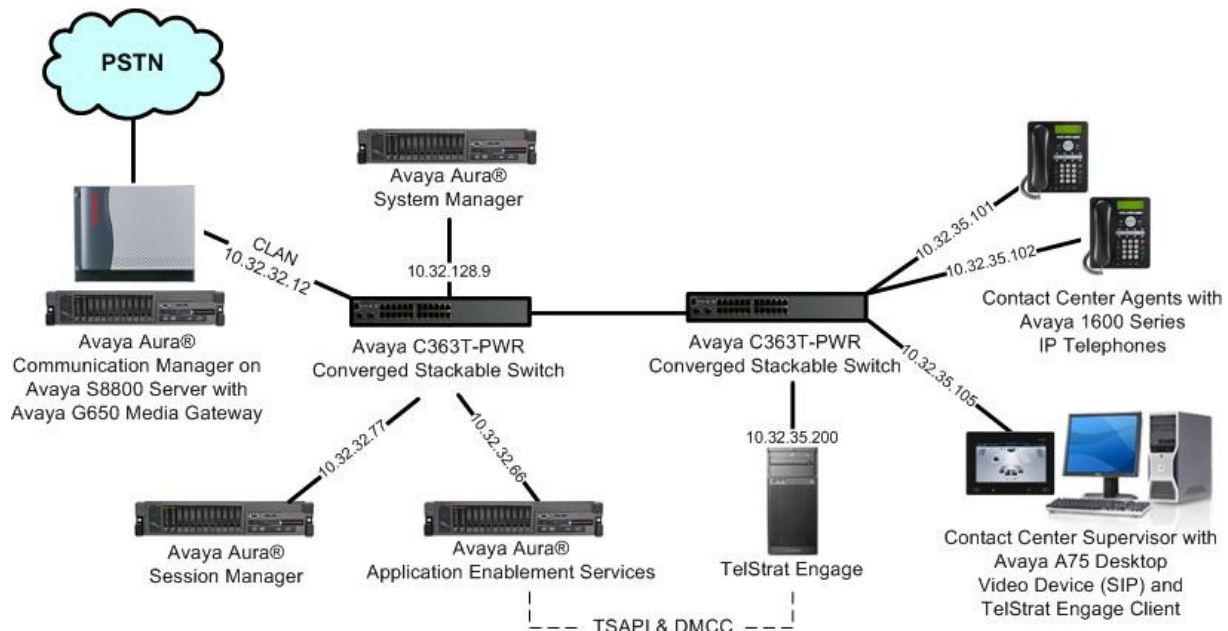 PSTN
Avaya Aura®
System Manager
CLAN
10.32.32.12
10.32.128.9
10.32.35.101
10.32.35.102
Contact Center Agents with
Avaya 1600 Series
IP Telephones
Avaya Aura®
Communication Manager on
Avaya S8800 Server with
Avaya G650 Media Gateway
Avaya C363T-PWR
Converged Stackable Switch
Avaya C363T-PWR
Converged Stackable Switch
10.32.35.105
10.32.32.77
10.32.32.66
10.32.35.200
Avaya Aura®
Session Manager
Avaya Aura®
Application Enablement Services
TelStrat Engage
Contact Center Supervisor with
Avaya A75 Desktop
Video Device (SIP) and
TelStrat Engage Client
TSAPI & DMCC